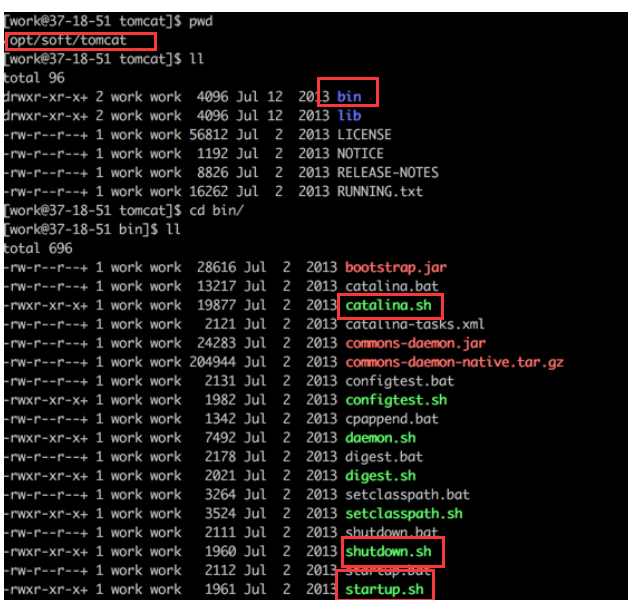 [work@37-18-51 tomcat]$ pwd
/opt/soft/tomcat
[work@37-18-51 tomcat]$ ll
total 96
drwxr-xr-x+ 2 work work 4096 Jul 12 2013 bin
drwxr-xr-x+ 2 work work 4096 Jul 12 2013 lib
-rw-r--r--+ 1 work work 56812 Jul 2 2013 LICENSE
-rw-r--r--+ 1 work work 1192 Jul 2 2013 NOTICE
-rw-r--r--+ 1 work work 8826 Jul 2 2013 RELEASE-NOTES
-rw-r--r--+ 1 work work 16262 Jul 2 2013 RUNNING.txt
[work@37-18-51 tomcat]$ cd bin/
[work@37-18-51 bin]$ ll
total 696
-rw-r--r--+ 1 work work 28616 Jul 2 2013 bootstrap.jar
-rw-r--r--+ 1 work work 13217 Jul 2 2013 catalina.bat
-rwxr-xr-x+ 1 work work 19877 Jul 2 2013 catalina.sh
-rw-r--r--+ 1 work work 2121 Jul 2 2013 catalina-tasks.xml
-rw-r--r--+ 1 work work 24283 Jul 2 2013 commons-daemon.jar
-rw-r--r--+ 1 work work 204944 Jul 2 2013 commons-daemon-native.tar.gz
-rw-r--r--+ 1 work work 2131 Jul 2 2013 configtest.bat
-rwxr-xr-x+ 1 work work 1982 Jul 2 2013 configtest.sh
-rw-r--r--+ 1 work work 1342 Jul 2 2013 cpappend.bat
-rwxr-xr-x+ 1 work work 7492 Jul 2 2013 daemon.sh
-rw-r--r--+ 1 work work 2178 Jul 2 2013 digest.bat
-rwxr-xr-x+ 1 work work 2021 Jul 2 2013 digest.sh
-rw-r--r--+ 1 work work 3264 Jul 2 2013 setclasspath.bat
-rwxr-xr-x+ 1 work work 3524 Jul 2 2013 setclasspath.sh
-rw-r--r--+ 1 work work 2111 Jul 2 2013 shutdown.bat
-rwxr-xr-x+ 1 work work 1960 Jul 2 2013 shutdown.sh
-rw-r--r--+ 1 work work 2112 Jul 2 2013 startup.bat
-rwxr-xr-x+ 1 work work 1961 Jul 2 2013 startup.sh